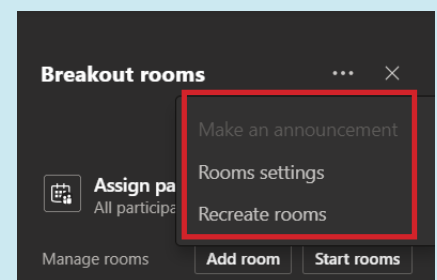 Breakout rooms
Make an announcement
Rooms settings
Assign pa
All participa
Recreate rooms
Manage rooms Add room Start rooms